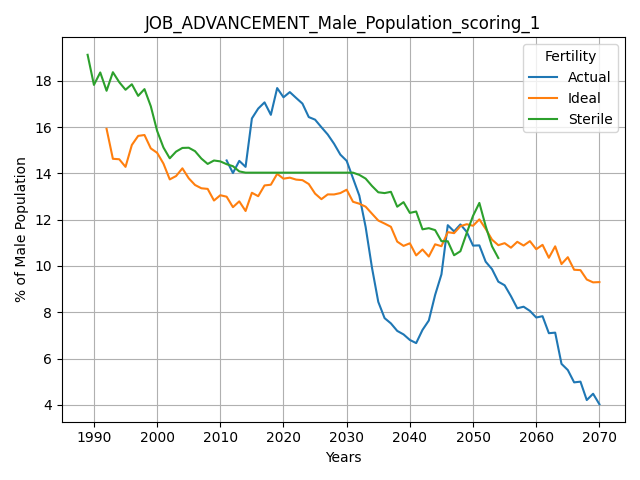 JOB_ADVANCEMENT_Male_Population_scoring_1
Fertility
Actual
Ideal
Sterile
% of Male Population
18
16
14
12
10
8
6
4
1990 2000 2010 2020 2030 2040 2050 2060 2070
Years